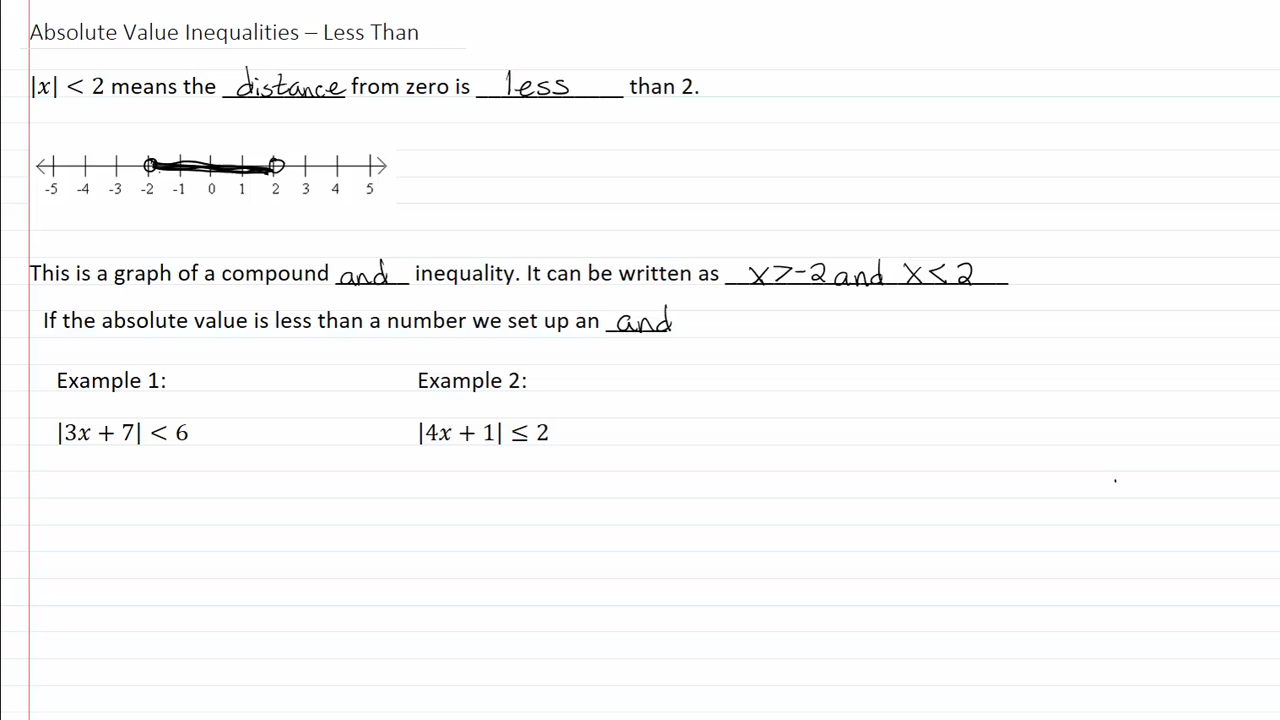 Absolute Value Inequalities – Less Than
|x| < 2 means the distance from zero is less than 2.
-5 -4 -3 -2 -1 0 1 2 3 4 5
This is a graph of a compound and inequality. It can be written as x > -2 and x < 2
If the absolute value is less than a number we set up an and
Example 1: Example 2:
|3x + 7| < 6 |4x + 1| ≤ 2